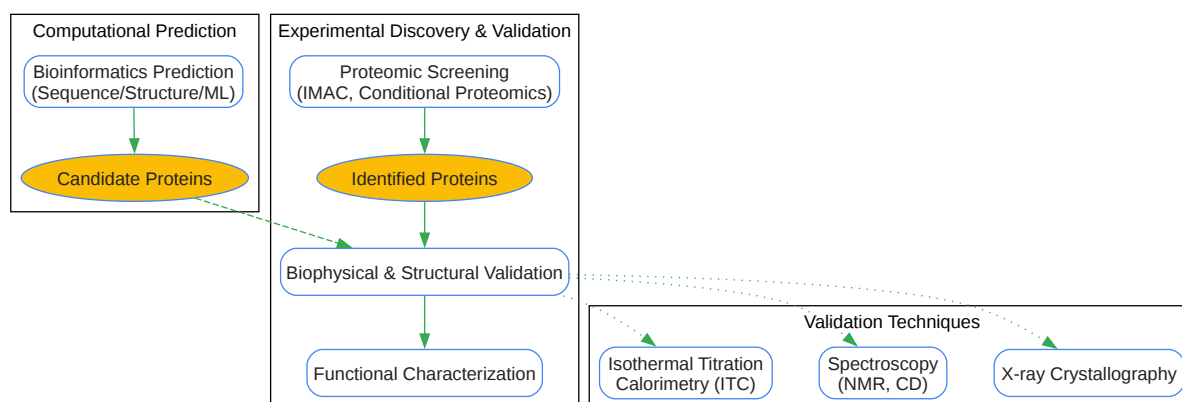 Computational Prediction
Bioinformatics Prediction
(Sequence/Structure/ML)
Candidate Proteins
Experimental Discovery & Validation
Proteomic Screening
(IMAC, Conditional Proteomics)
Identified Proteins
Biophysical & Structural Validation
Functional Characterization
Validation Techniques
Isothermal Titration
Calorimetry (ITC)
Spectroscopy
(NMR, CD)
X-ray Crystallography